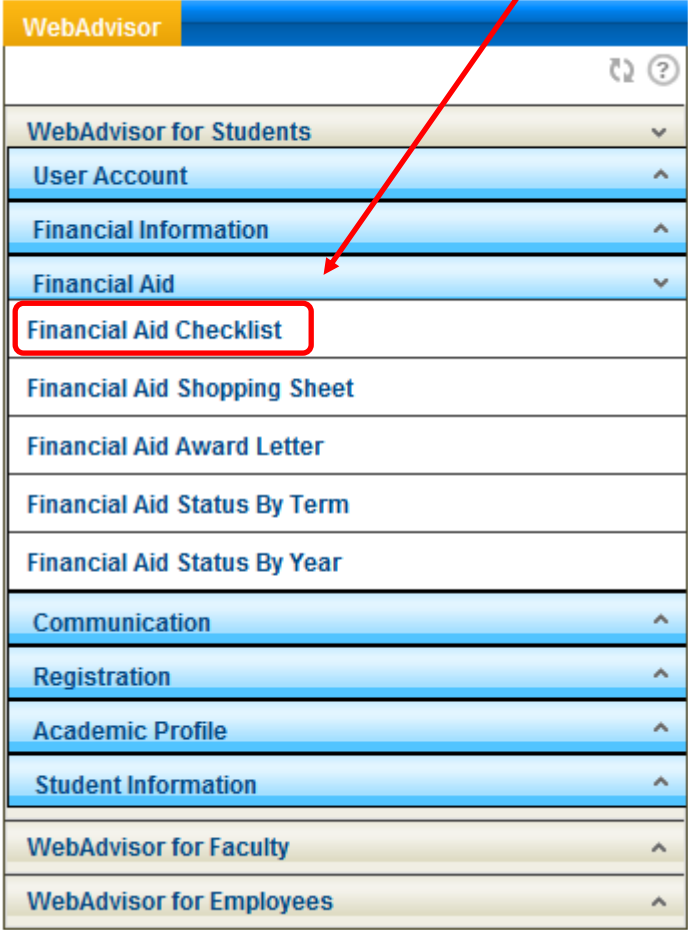 WebAdvisor
?
WebAdvisor for Students
User Account
Financial Information
Financial Aid
Financial Aid Checklist
Financial Aid Shopping Sheet
Financial Aid Award Letter
Financial Aid Status By Term
Financial Aid Status By Year
Communication
Registration
Academic Profile
Student Information
WebAdvisor for Faculty
WebAdvisor for Employees